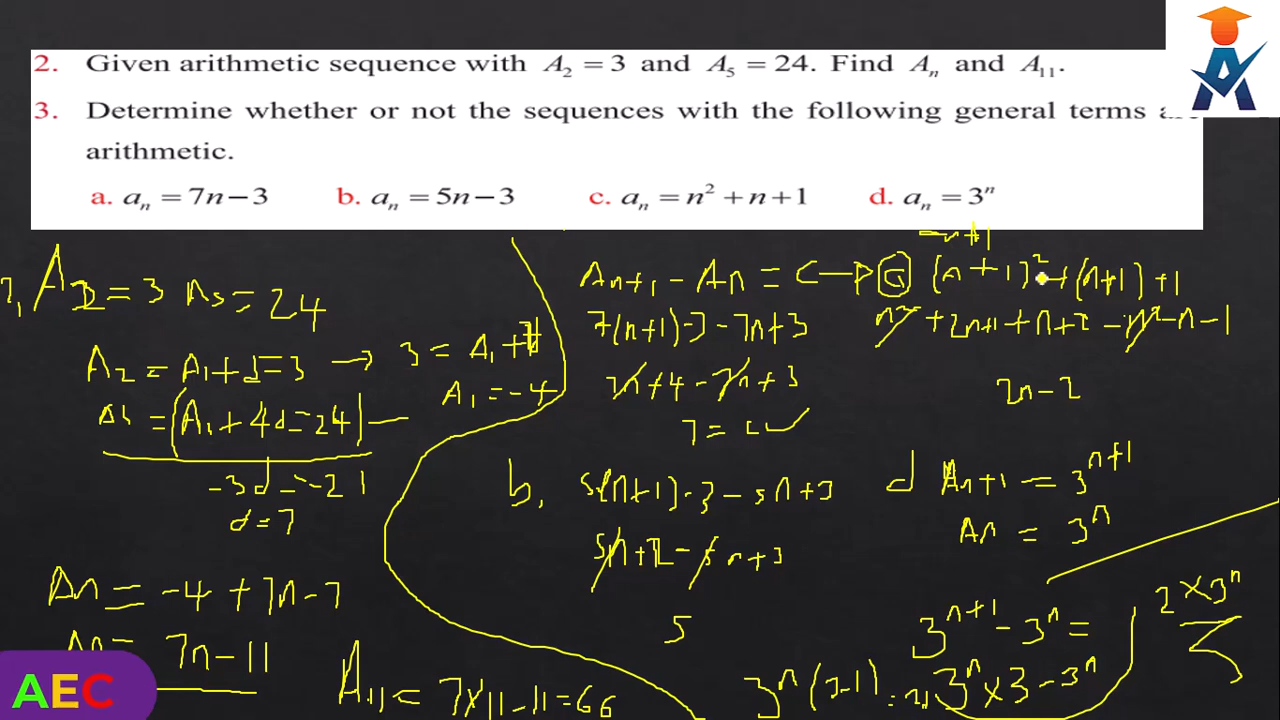 2. Given arithmetic sequence with A₂ = 3 and A₅ = 24. Find Aₙ and A₁₁.
3. Determine whether or not the sequences with the following general terms are
arithmetic.
a. aₙ = 7n − 3 b. aₙ = 5n − 3 c. aₙ = n² + n + 1 d. aₙ = 3ⁿ
A₂ = 3 A₅ = 24
A₂ = A₁ + d = 3 → 3 = A₁ + 7
A₁ = -4
A₅ = (A₁ + 4d = 24)
-3d = -21
d = 7
An = -4 + 7n - 7
An = 7n - 11
A₁₁ = 7×11 - 11 = 66
An+1 - An = C
7(n+1) - 3 - 7n + 3
7n + 4 - 7n + 3
7 = c ✓
b, 5(n+1) - 3 - 5n + 3
5n + 2 - 5n + 3
5
(n+1)² + (n+1) + 1
n² + 2n+1 + n+2 - n² - n - 1
2n - 2
d An+1 = 3ⁿ⁺¹
An = 3ⁿ
3ⁿ⁺¹ - 3ⁿ =
3ⁿ × 3 - 3ⁿ
3ⁿ(3-1)
2 × 3ⁿ
AEC